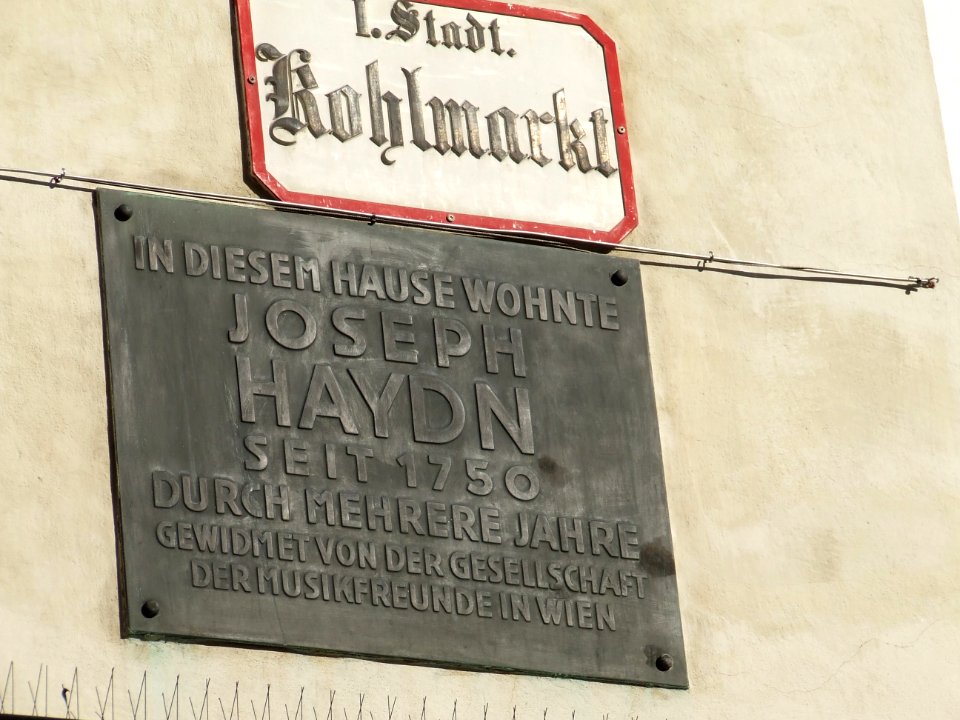 I. Stadt.
Kohlmarkt
IN DIESEM HAUSE WOHNTE
JOSEPH
HAYDN
SEIT 1750
DURCH MEHRERE JAHRE
GEWIDMET VON DER GESELLSCHAFT
DER MUSIKFREUNDE IN WIEN